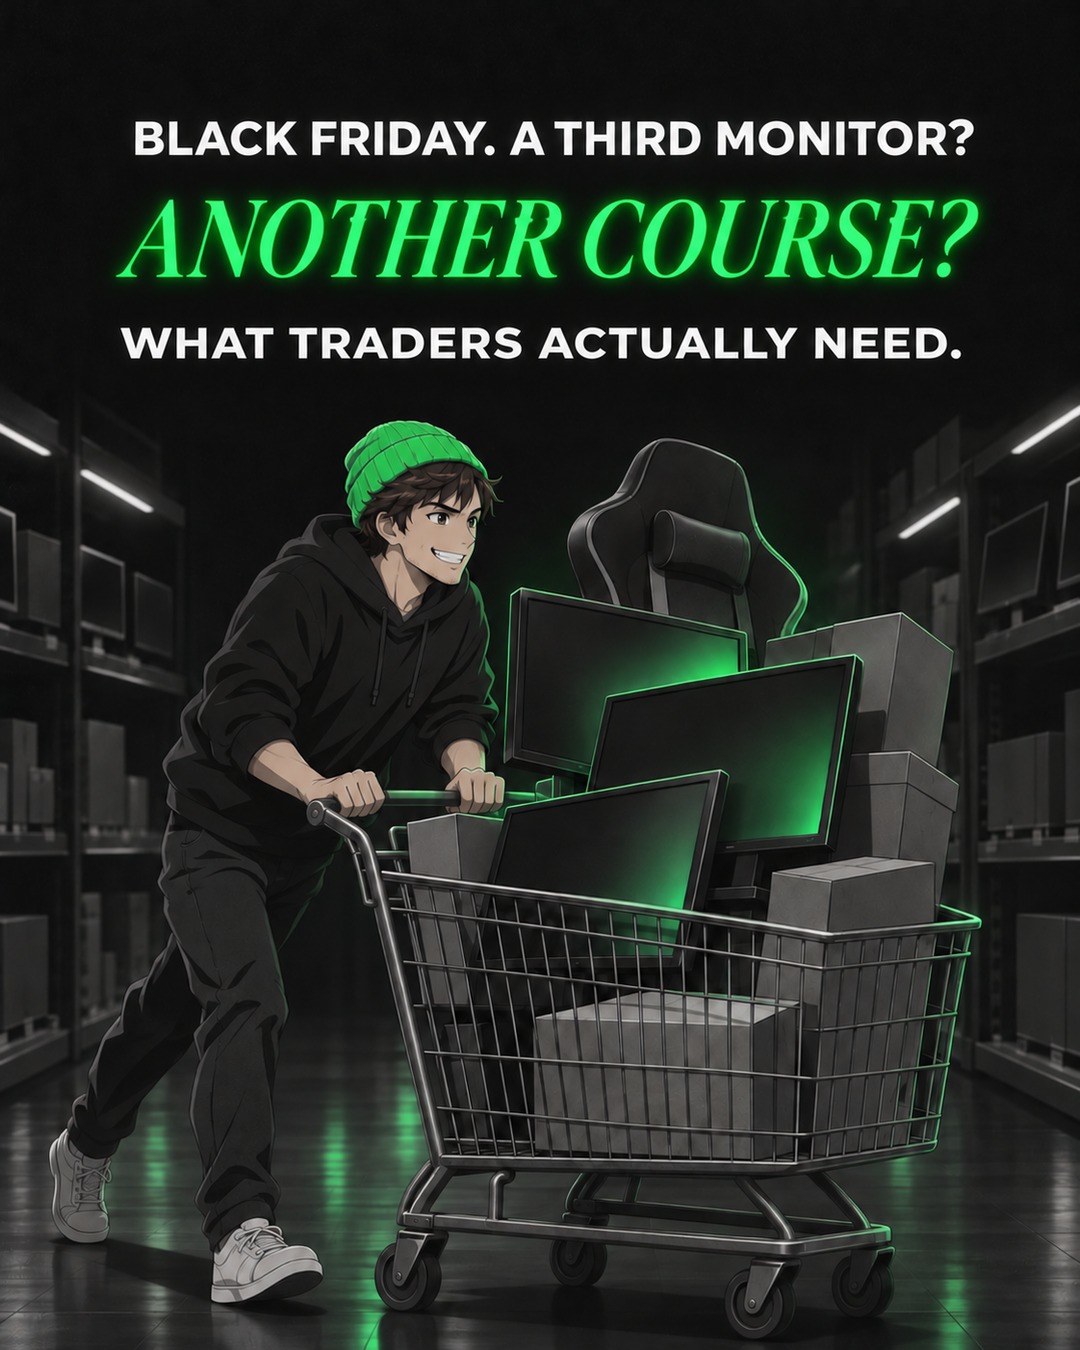 BLACK FRIDAY. A THIRD MONITOR?
ANOTHER COURSE?
WHAT TRADERS ACTUALLY NEED.